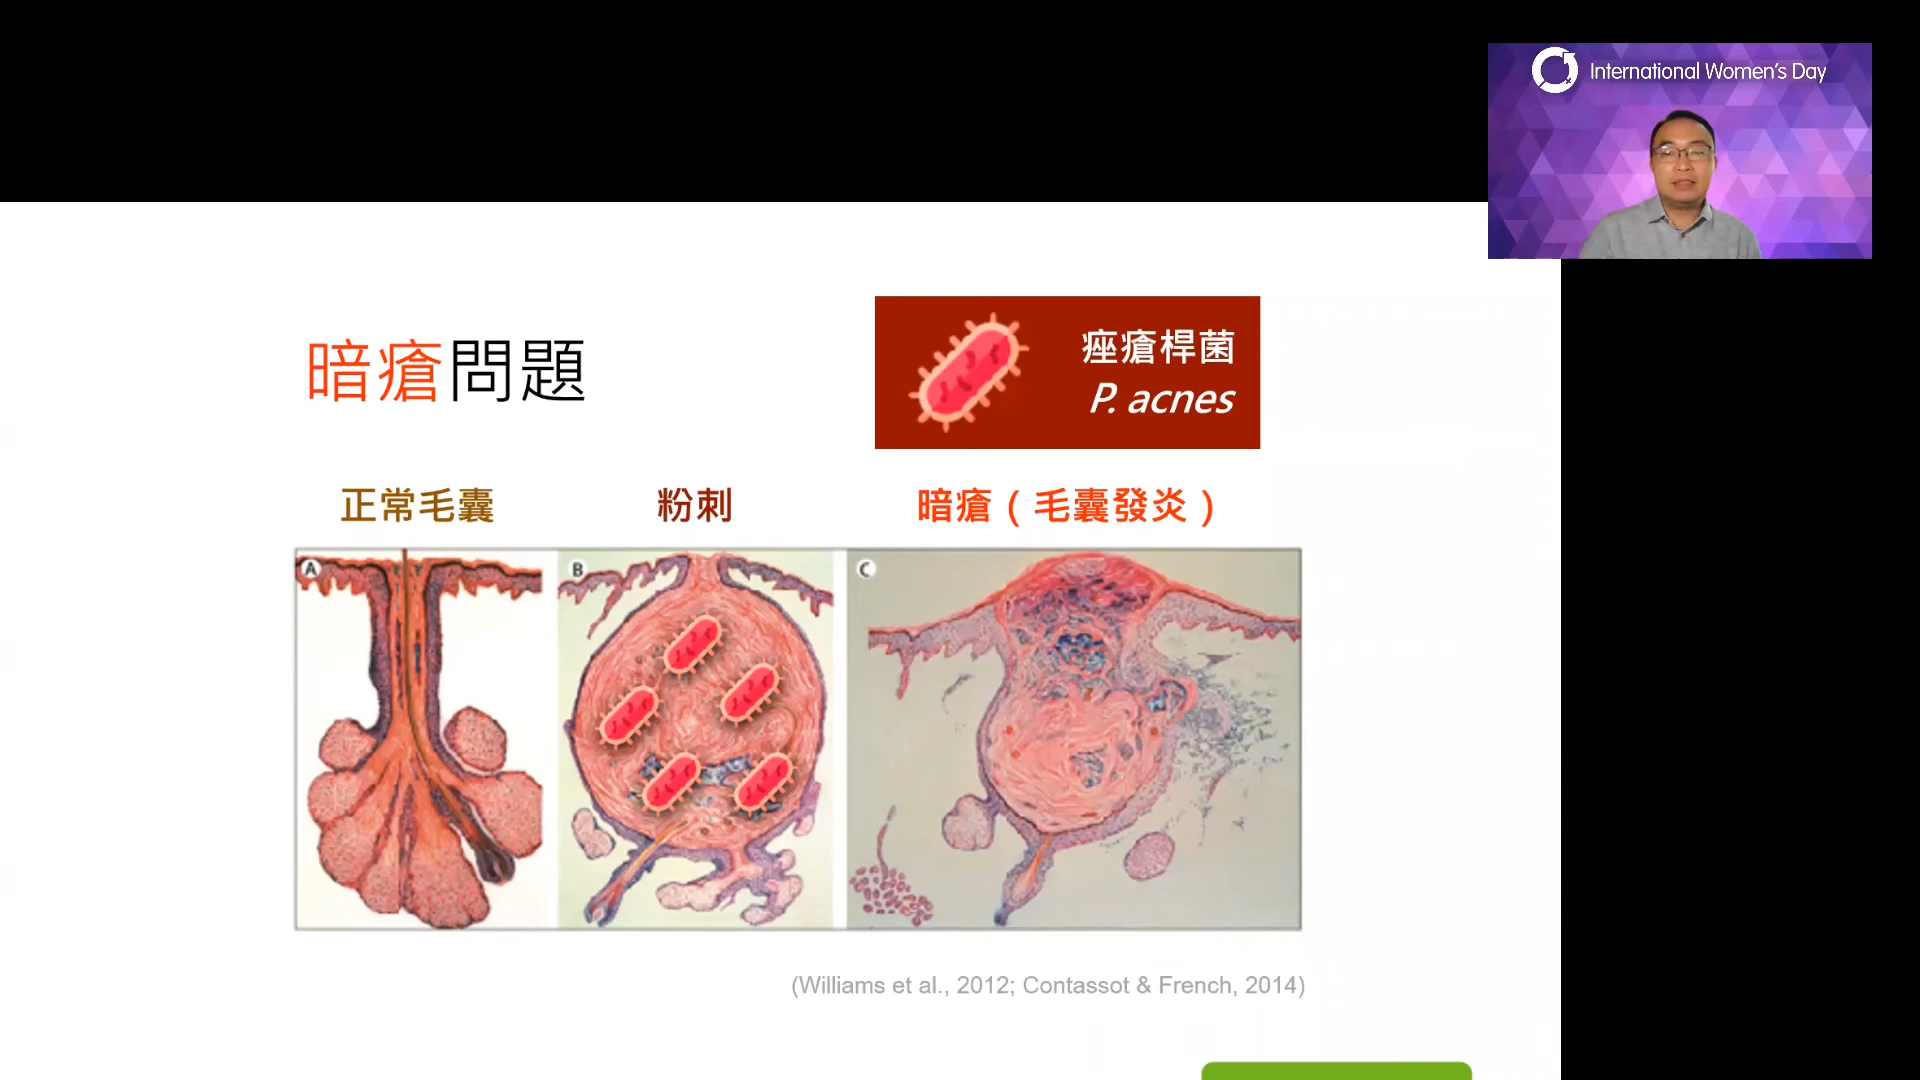 International Women's Day
暗瘡問題
痤瘡桿菌
P. acnes
正常毛囊
粉刺
暗瘡（毛囊發炎）
A
B
C
(Williams et al., 2012; Contassot & French, 2014)